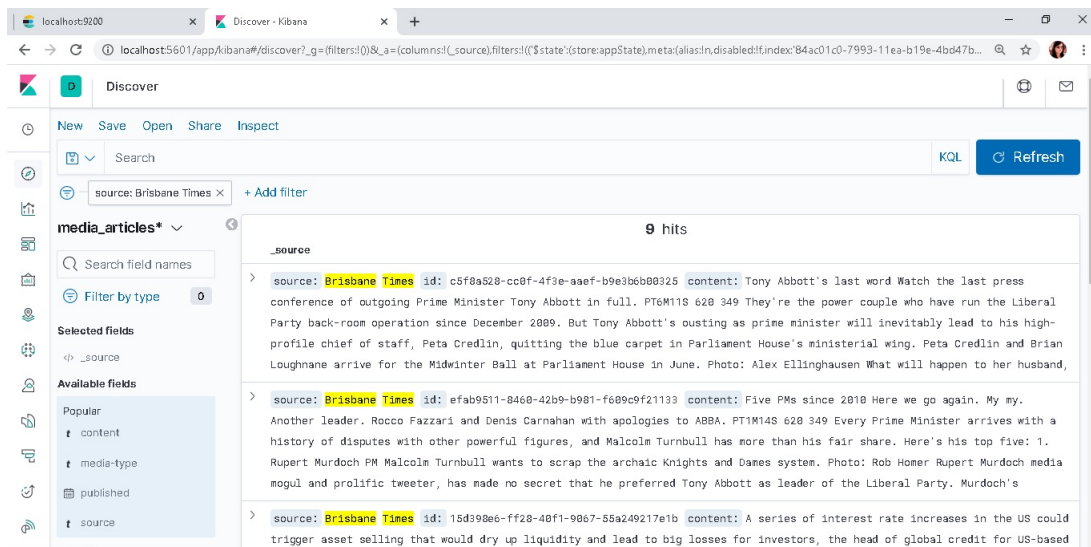 localhost:9200
Discover - Kibana
localhost:5601/app/kibana#/discover?_g=(filters:!())&_a=(columns:!(_source),filters:!(('$state':(store:appState),meta:(alias:!n,disabled:!f,index:'84ac01c0-7993-11ea-b19e-4bd47b...
D Discover
New Save Open Share Inspect
Search KQL Refresh
source: Brisbane Times × + Add filter
media_articles*
Search field names
Filter by type 0
Selected fields
</> _source
Available fields
Popular
t content
t media-type
published
t source
9 hits
_source
source: Brisbane Times id: c5f8a528-cc0f-4f3e-aaef-b9e3b6b00325 content: Tony Abbott's last word Watch the last press
conference of outgoing Prime Minister Tony Abbott in full. PT6M11S 620 349 They're the power couple who have run the Liberal
Party back-room operation since December 2009. But Tony Abbott's ousting as prime minister will inevitably lead to his high-
profile chief of staff, Peta Credlin, quitting the blue carpet in Parliament House's ministerial wing. Peta Credlin and Brian
Loughnane arrive for the Midwinter Ball at Parliament House in June. Photo: Alex Ellinghausen What will happen to her husband,
source: Brisbane Times id: efab9511-8460-42b9-b981-f609c9f21133 content: Five PMs since 2010 Here we go again. My my.
Another leader. Rocco Fazzari and Denis Carnahan with apologies to ABBA. PT1M14S 620 349 Every Prime Minister arrives with a
history of disputes with other powerful figures, and Malcolm Turnbull has more than his fair share. Here's his top five: 1.
Rupert Murdoch PM Malcolm Turnbull wants to scrap the archaic Knights and Dames system. Photo: Rob Homer Rupert Murdoch media
mogul and prolific tweeter, has made no secret that he preferred Tony Abbott as leader of the Liberal Party. Murdoch's
source: Brisbane Times id: 15d398e6-ff28-40f1-9067-55a249217e1b content: A series of interest rate increases in the US could
trigger asset selling that would dry up liquidity and lead to big losses for investors, the head of global credit for US-based